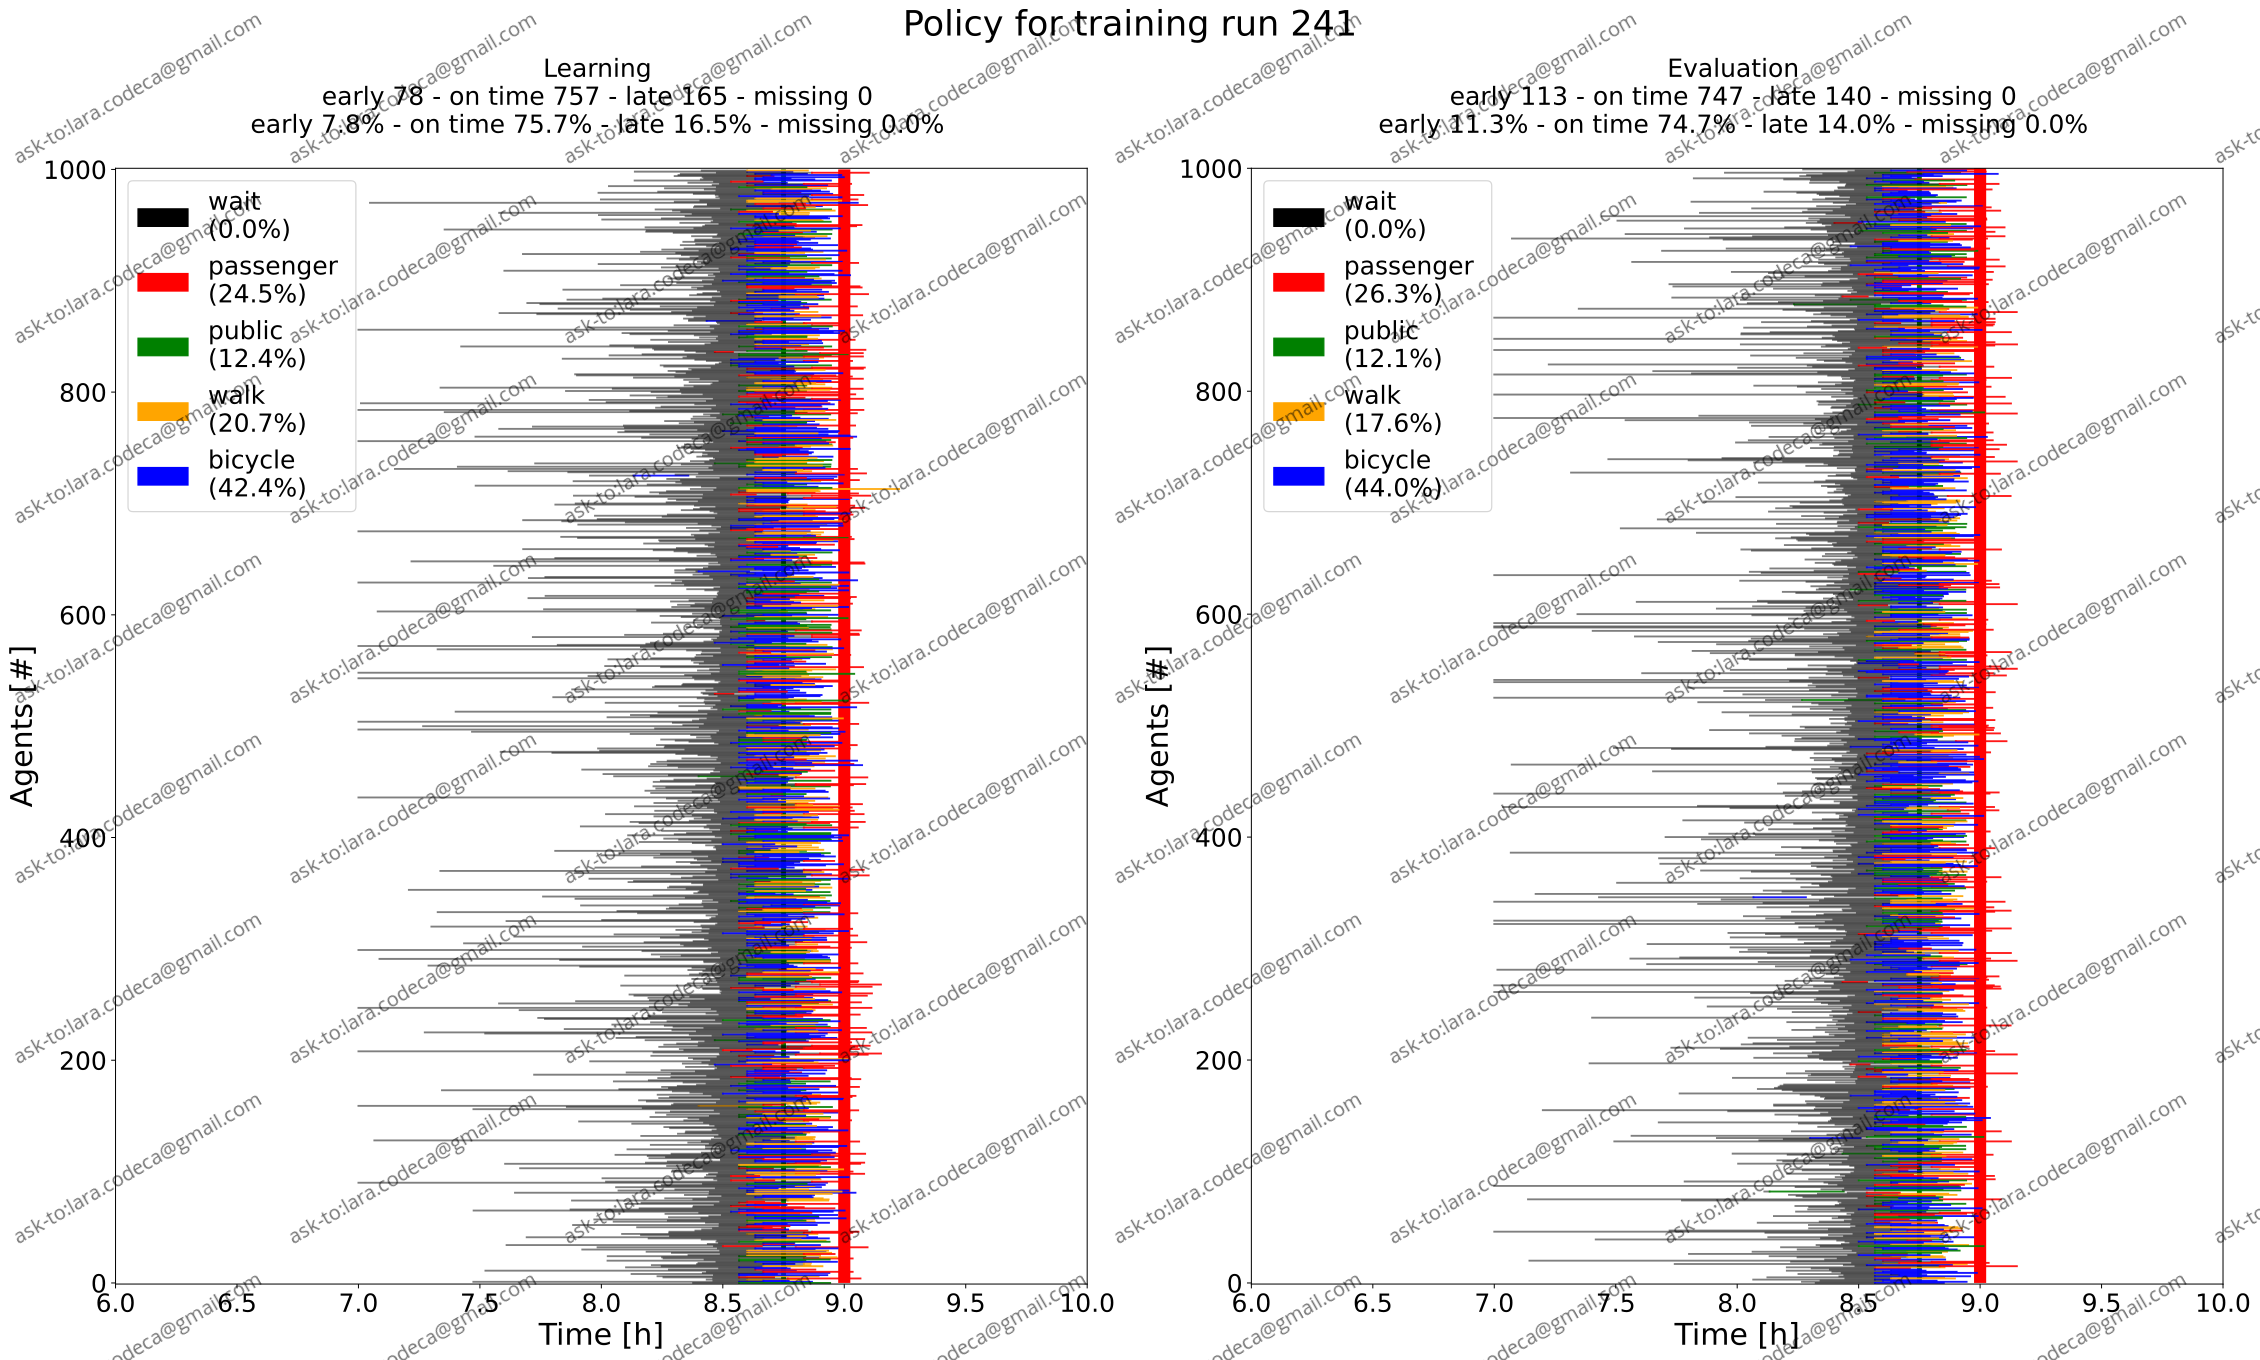 Policy for training run 241
Learning
early 78 - on time 757 - late 165 - missing 0
early 7.8% - on time 75.7% - late 16.5% - missing 0.0%
1000
800
600
400
200
0
Agents [#]
wait
(0.0%)
passenger
(24.5%)
public
(12.4%)
walk
(20.7%)
bicycle
(42.4%)
6.0 6.5 7.0 7.5 8.0 8.5 9.0 9.5 10.0
Time [h]
Evaluation
early 113 - on time 747 - late 140 - missing 0
early 11.3% - on time 74.7% - late 14.0% - missing 0.0%
1000
800
600
400
200
0
Agents [#]
wait
(0.0%)
passenger
(26.3%)
public
(12.1%)
walk
(17.6%)
bicycle
(44.0%)
6.0 6.5 7.0 7.5 8.0 8.5 9.0 9.5 10.0
Time [h]
ask-to:lara.codeca@gmail.com